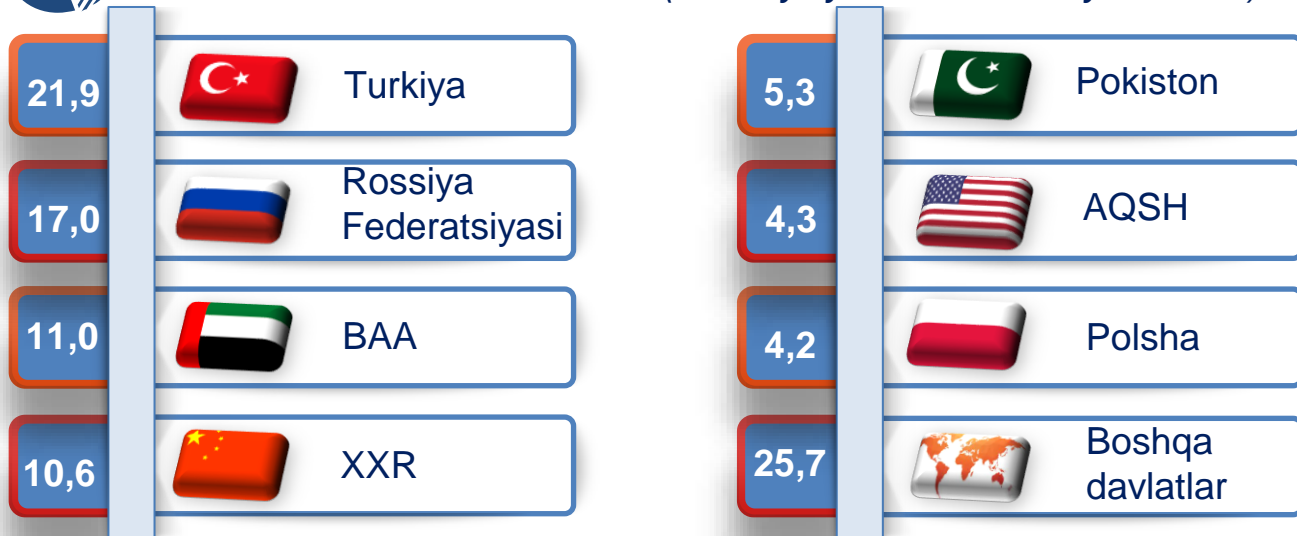 21,9
Turkiya
17,0
Rossiya
Federatsiyasi
11,0
BAA
10,6
XXR
5,3
Pokiston
4,3
AQSH
4,2
Polsha
25,7
Boshqa
davlatlar